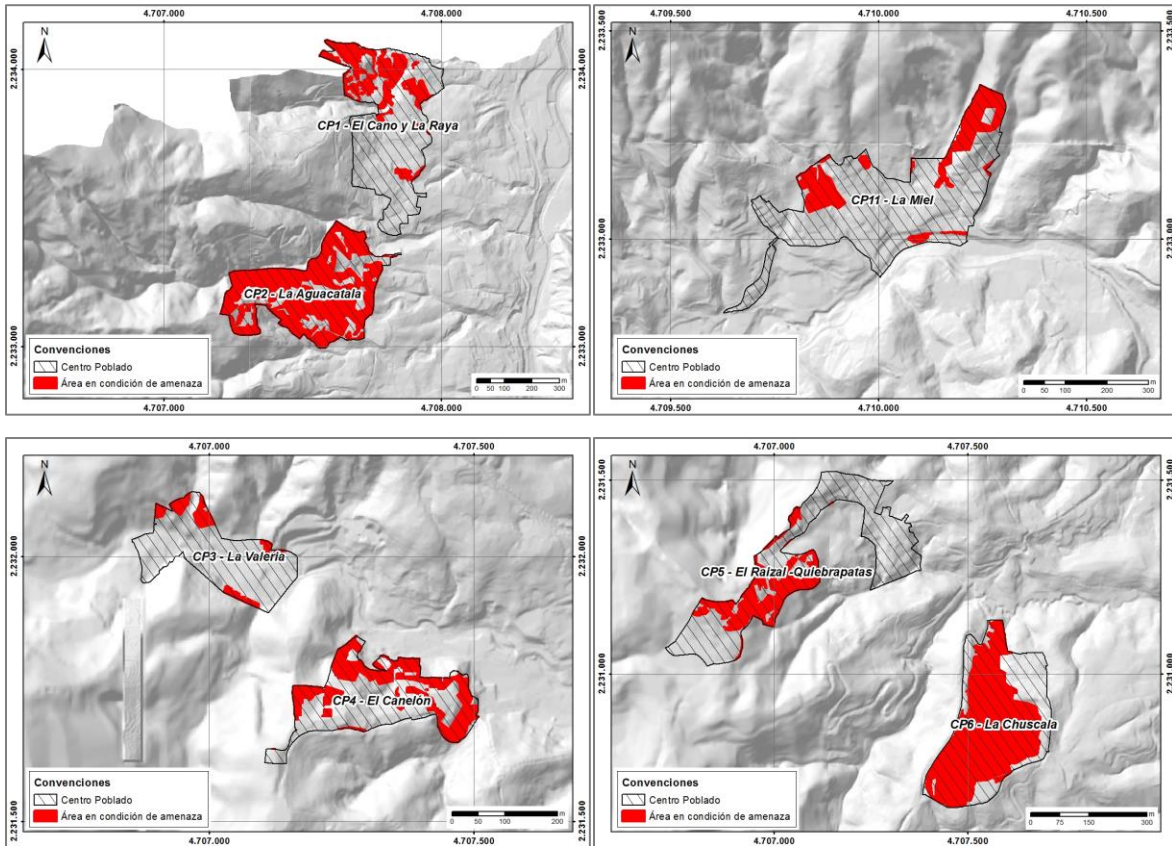 4.707.000 4.708.000
N
2.234.000 2.234.000
CP1 - El Cano y La Raya
CP2 - La Aguacatala
2.233.000 2.233.000
Convenciones
Centro Poblado
Área en condición de amenaza
0 50 100 200 300 m
4.707.000 4.708.000
4.709.500 4.710.000 4.710.500
N
2.233.500 2.233.500
CP11 - La Miel
2.233.000 2.233.000
Convenciones
Centro Poblado
Área en condición de amenaza
0 50 100 200 300 m
4.709.500 4.710.000 4.710.500
4.707.000 4.707.500
N
2.232.000 2.232.000
CP3 - La Valeria
CP4 - El Canelón
2.231.500 2.231.500
Convenciones
Centro Poblado
Área en condición de amenaza
0 50 100 200 m
4.707.000 4.707.500
4.707.000 4.707.500
N
2.231.500 2.231.500
CP5 - El Raizal -Quiebrapatas
2.231.000 2.231.000
CP6 - La Chuscala
Convenciones
Centro Poblado
Área en condición de amenaza
0 75 150 300 m
4.707.000 4.707.500